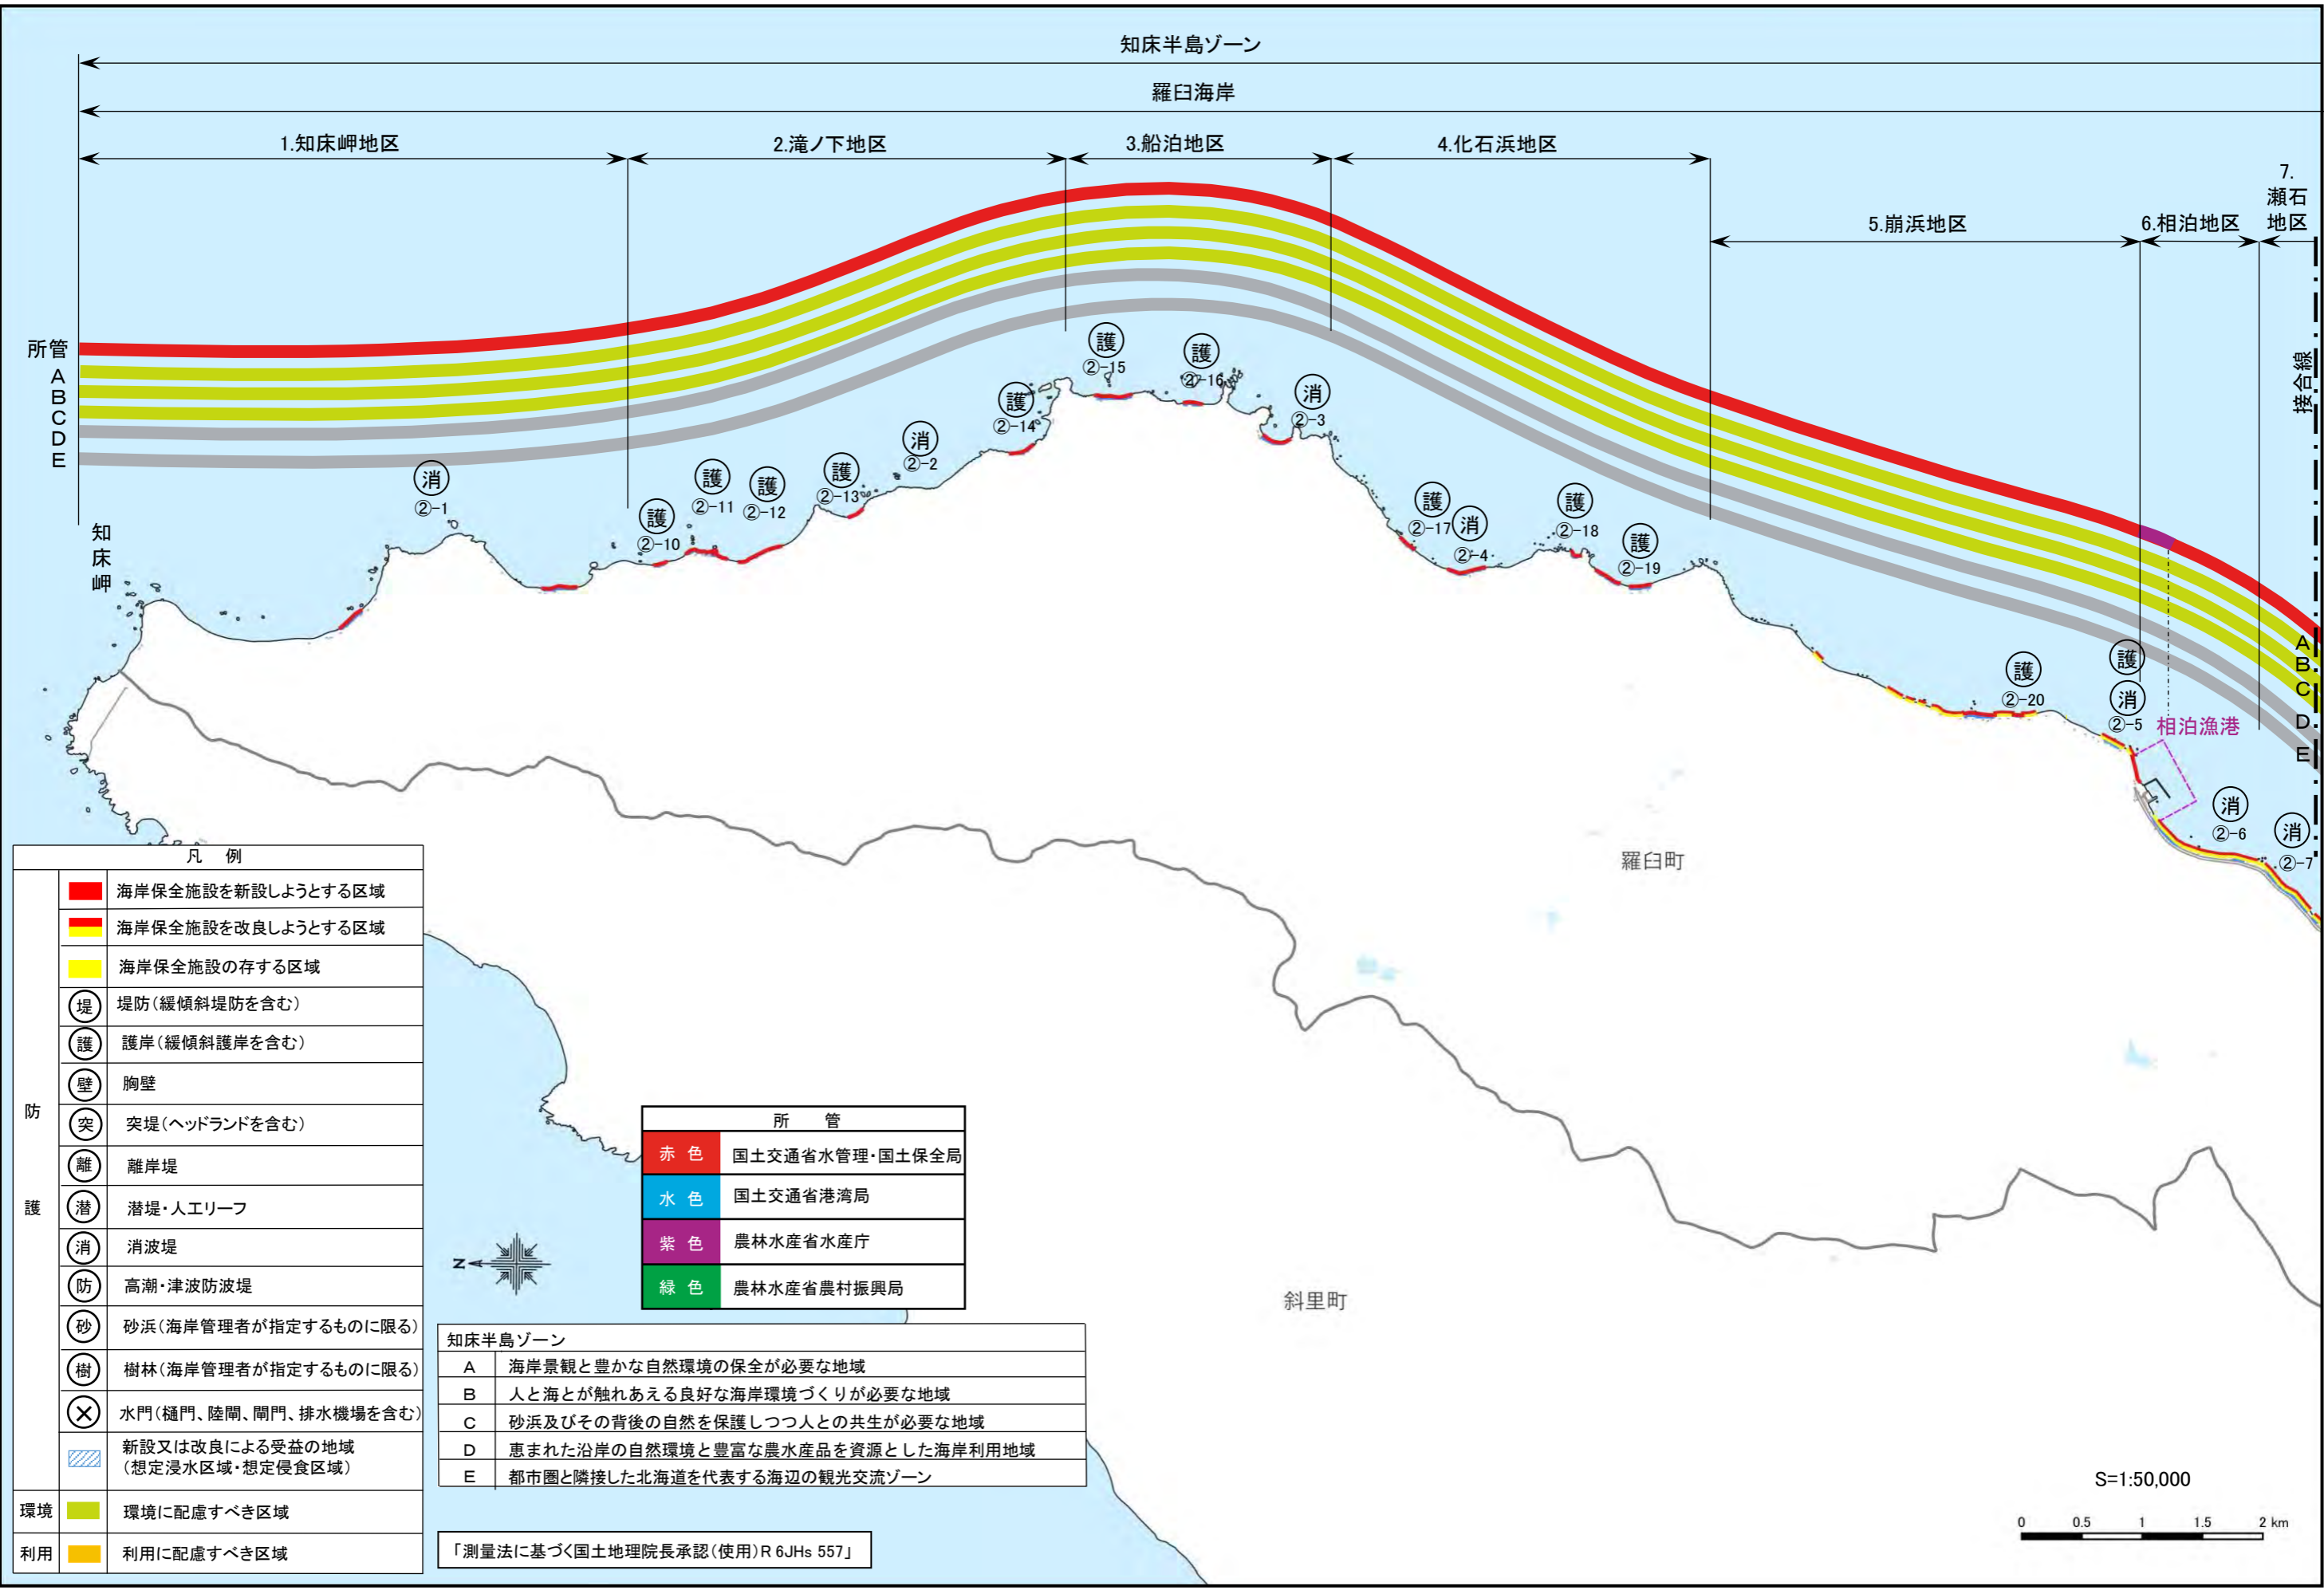 知床半島ゾーン
羅臼海岸
1.知床岬地区
2.滝ノ下地区
3.船泊地区
4.化石浜地区
5.崩浜地区
6.相泊地区
7.
瀬石
地区
所管
A
B
C
D
E
知床岬
接合線
消
②-1
護
②-10
護
②-11
護
②-12
護
②-13
消
②-2
護
②-14
護
②-15
護
②-16
消
②-3
護
②-17
消
②-4
護
②-18
護
②-19
護
②-20
護
消
②-5
相泊漁港
消
②-6
消
②-7
A
B
C
D
E
羅臼町
斜里町
凡 例
防護
海岸保全施設を新設しようとする区域
海岸保全施設を改良しようとする区域
海岸保全施設の存する区域
堤 堤防(緩傾斜堤防を含む)
護 護岸(緩傾斜護岸を含む)
壁 胸壁
突 突堤(ヘッドランドを含む)
離 離岸堤
潜 潜堤・人工リーフ
消 消波堤
防 高潮・津波防波堤
砂 砂浜(海岸管理者が指定するものに限る)
樹 樹林(海岸管理者が指定するものに限る)
水門(樋門、陸閘、閘門、排水機場を含む)
新設又は改良による受益の地域
(想定浸水区域・想定侵食区域)
環境 環境に配慮すべき区域
利用 利用に配慮すべき区域
所 管
赤 色 国土交通省水管理・国土保全局
水 色 国土交通省港湾局
紫 色 農林水産省水産庁
緑 色 農林水産省農村振興局
N
知床半島ゾーン
A 海岸景観と豊かな自然環境の保全が必要な地域
B 人と海とが触れあえる良好な海岸環境づくりが必要な地域
C 砂浜及びその背後の自然を保護しつつ人との共生が必要な地域
D 恵まれた沿岸の自然環境と豊富な農水産品を資源とした海岸利用地域
E 都市圏と隣接した北海道を代表する海辺の観光交流ゾーン
「測量法に基づく国土地理院長承認(使用)R 6JHs 557」
S=1:50,000
0 0.5 1 1.5 2 km